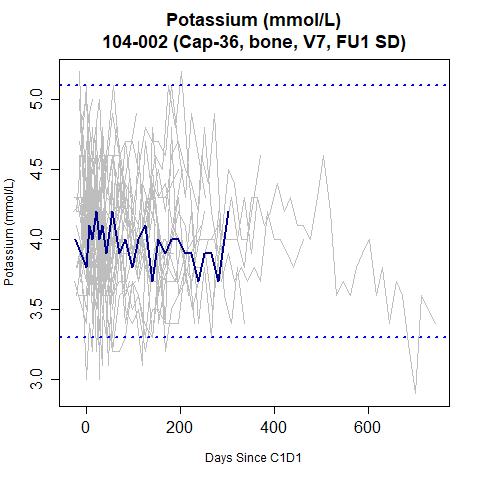 Potassium (mmol/L)
104-002 (Cap-36, bone, V7, FU1 SD)
Potassium (mmol/L)
5.0
4.5
4.0
3.5
3.0
0
200
400
600
Days Since C1D1